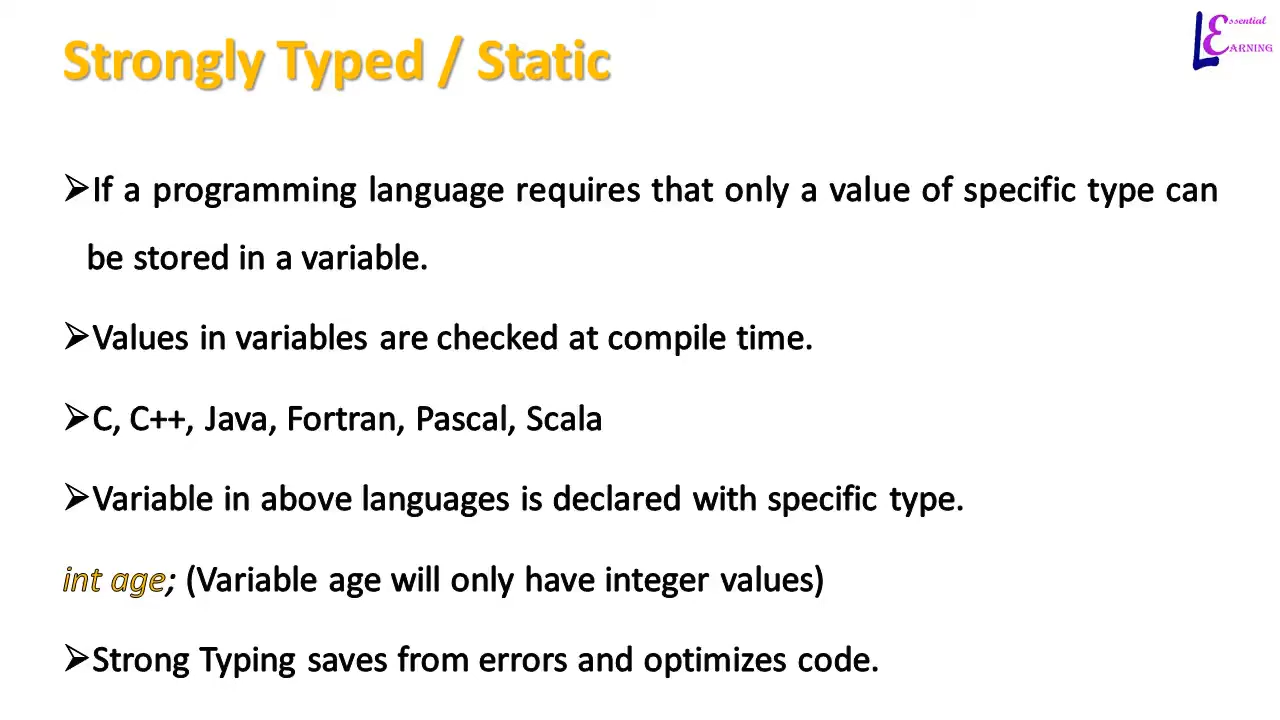 Strongly Typed / Static
Essential
LEARNING
➢If a programming language requires that only a value of specific type can
be stored in a variable.
➢Values in variables are checked at compile time.
➢C, C++, Java, Fortran, Pascal, Scala
➢Variable in above languages is declared with specific type.
int age; (Variable age will only have integer values)
➢Strong Typing saves from errors and optimizes code.